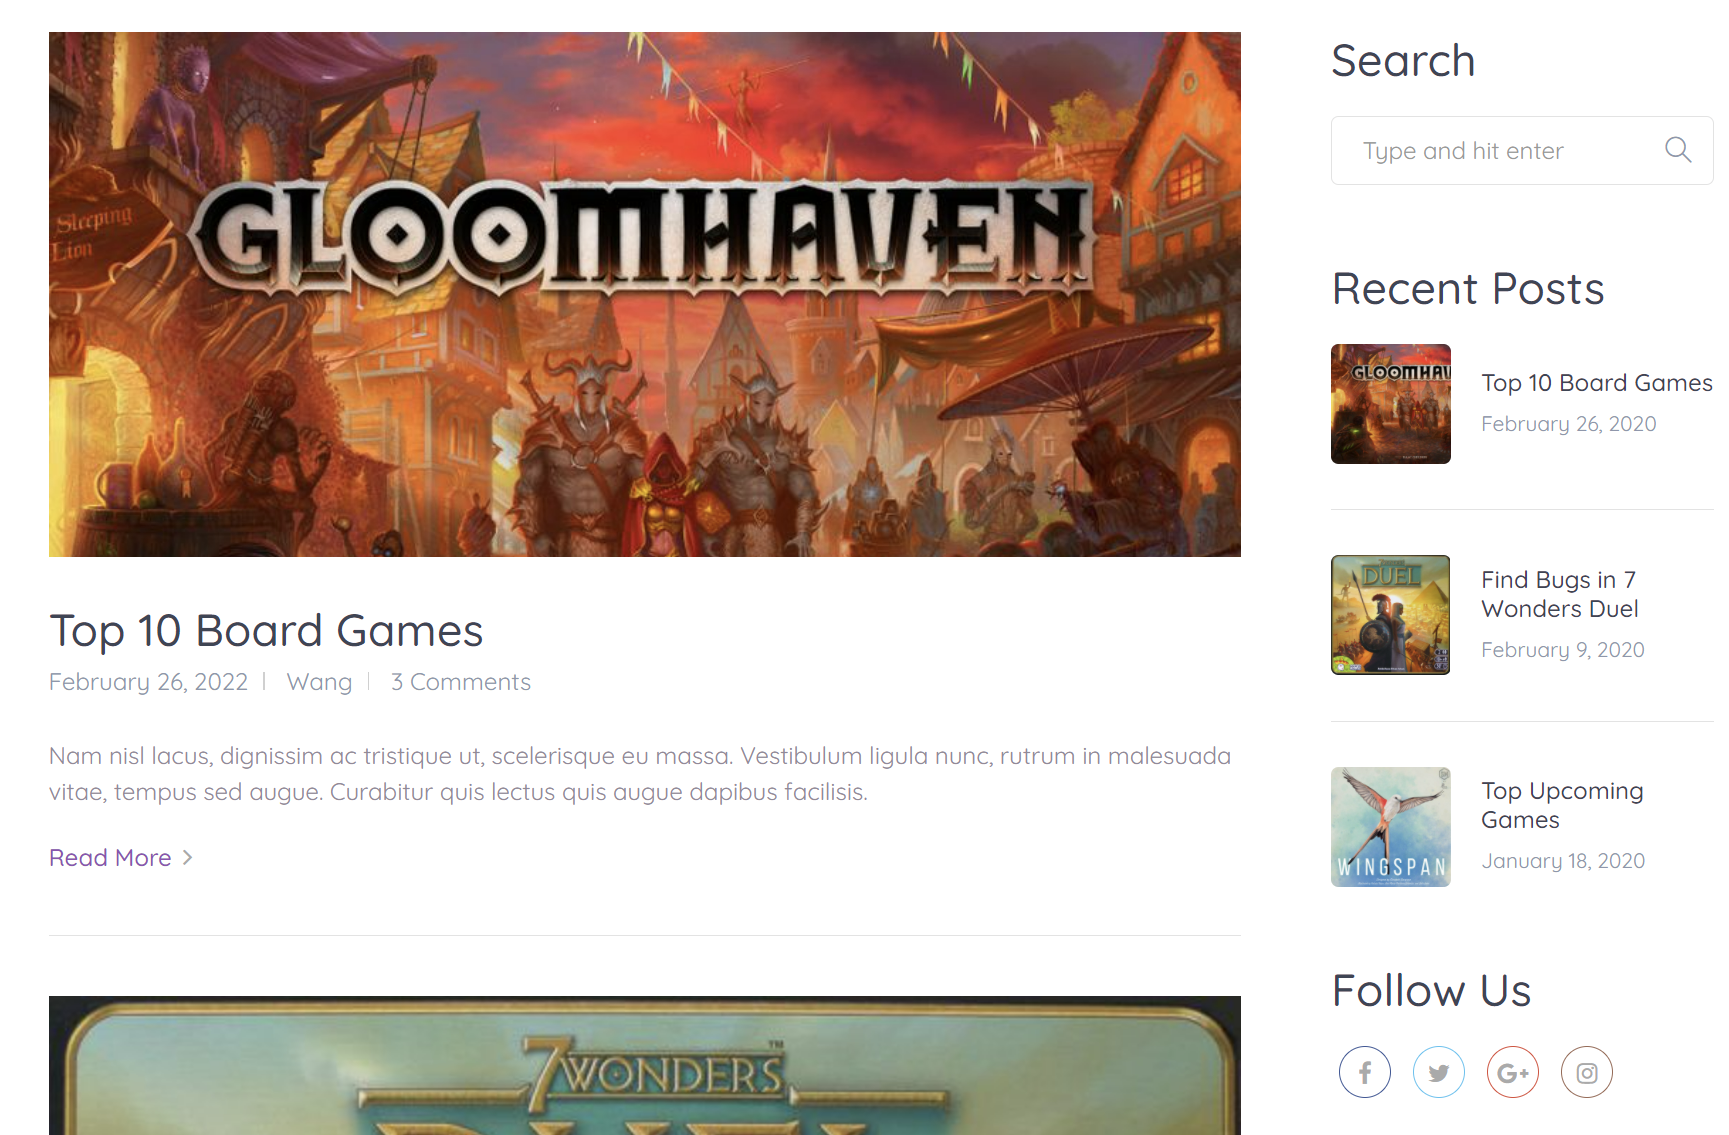 Sleeping
Lion
GLOOMHAVEN
Top 10 Board Games
February 26, 2022
Wang
3 Comments
Nam nisl lacus, dignissim ac tristique ut, scelerisque eu massa. Vestibulum ligula nunc, rutrum in malesuada
vitae, tempus sed augue. Curabitur quis lectus quis augue dapibus facilisis.
Read More
7 WONDERS™
DUEL
Search
Type and hit enter
Recent Posts
GLOOMHAV
Top 10 Board Games
February 26, 2020
DUEL
Find Bugs in 7
Wonders Duel
February 9, 2020
WINGSPAN
Top Upcoming
Games
January 18, 2020
Follow Us